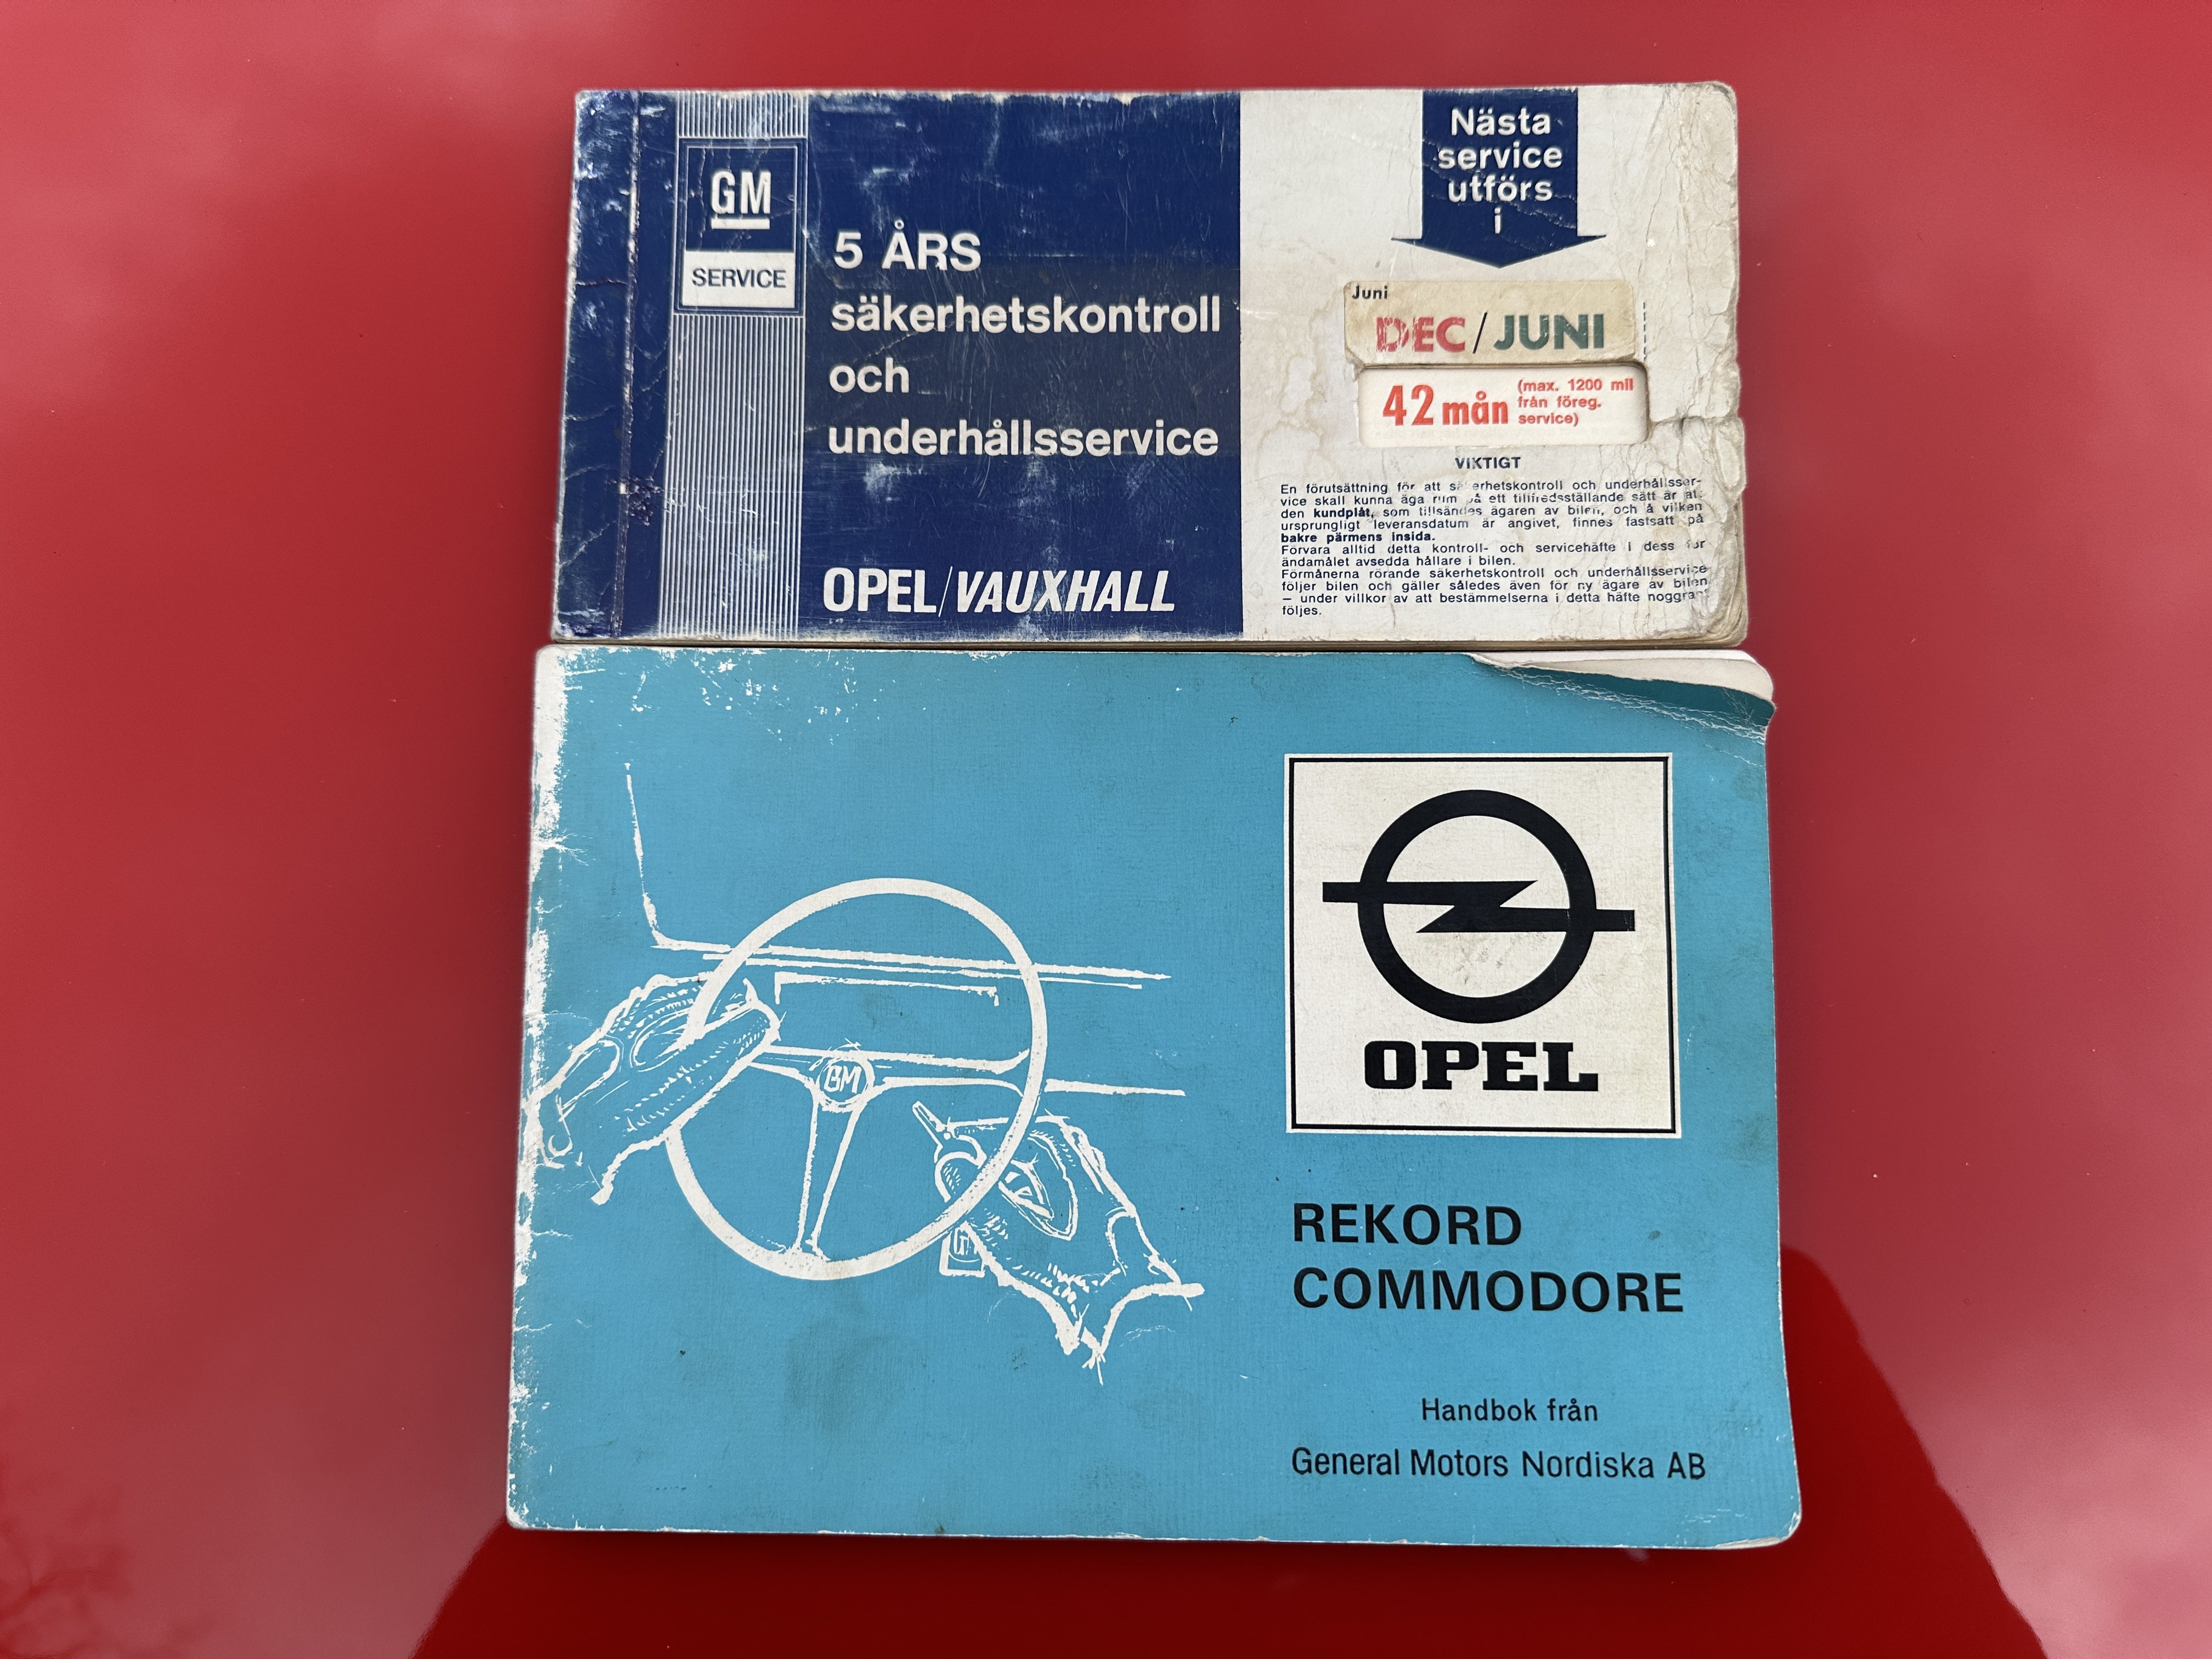 GM
SERVICE
5 ÅRS
säkerhetskontroll
och
underhållsservice
OPEL/VAUXHALL
Nästa
service
utförs
i
Juni
DEC/JUNI
42 mån (max. 1200 mil
från föreg.
service)
VIKTIGT
En förutsättning för att säkerhetskontroll och underhållsser-
vice skall kunna äga rum på ett tillfredsställande sätt är at.
den kundplåt, som tillsändes ägaren av bilen, och å vilken
ursprungligt leveransdatum är angivet, finnes fastsatt på
bakre pärmens insida.
Förvara alltid detta kontroll- och servicehäfte i dess för
ändamålet avsedda hållare i bilen.
Förmånerna rörande säkerhetskontroll och underhållsservice
följer bilen och gäller således även för ny ägare av bilen
– under villkor av att bestämmelserna i detta häfte noggrant
följes.
GM
OPEL
REKORD
COMMODORE
Handbok från
General Motors Nordiska AB